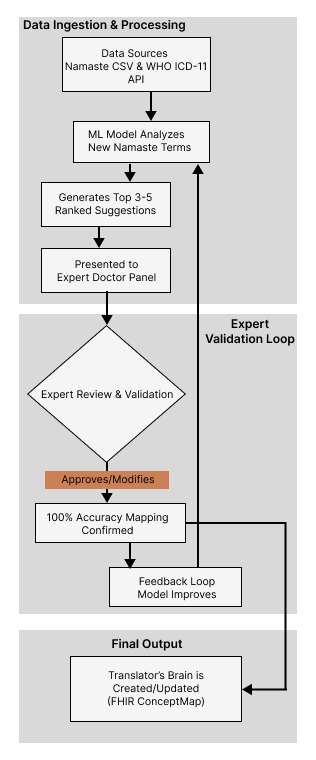 Data Ingestion & Processing
Data Sources
Namaste CSV & WHO ICD-11
API
ML Model Analyzes
New Namaste Terms
Generates Top 3-5
Ranked Suggestions
Presented to
Expert Doctor Panel
Expert
Validation Loop
Expert Review & Validation
Approves/Modifies
100% Accuracy Mapping
Confirmed
Feedback Loop
Model Improves
Final Output
Translator's Brain is
Created/Updated
(FHIR ConceptMap)